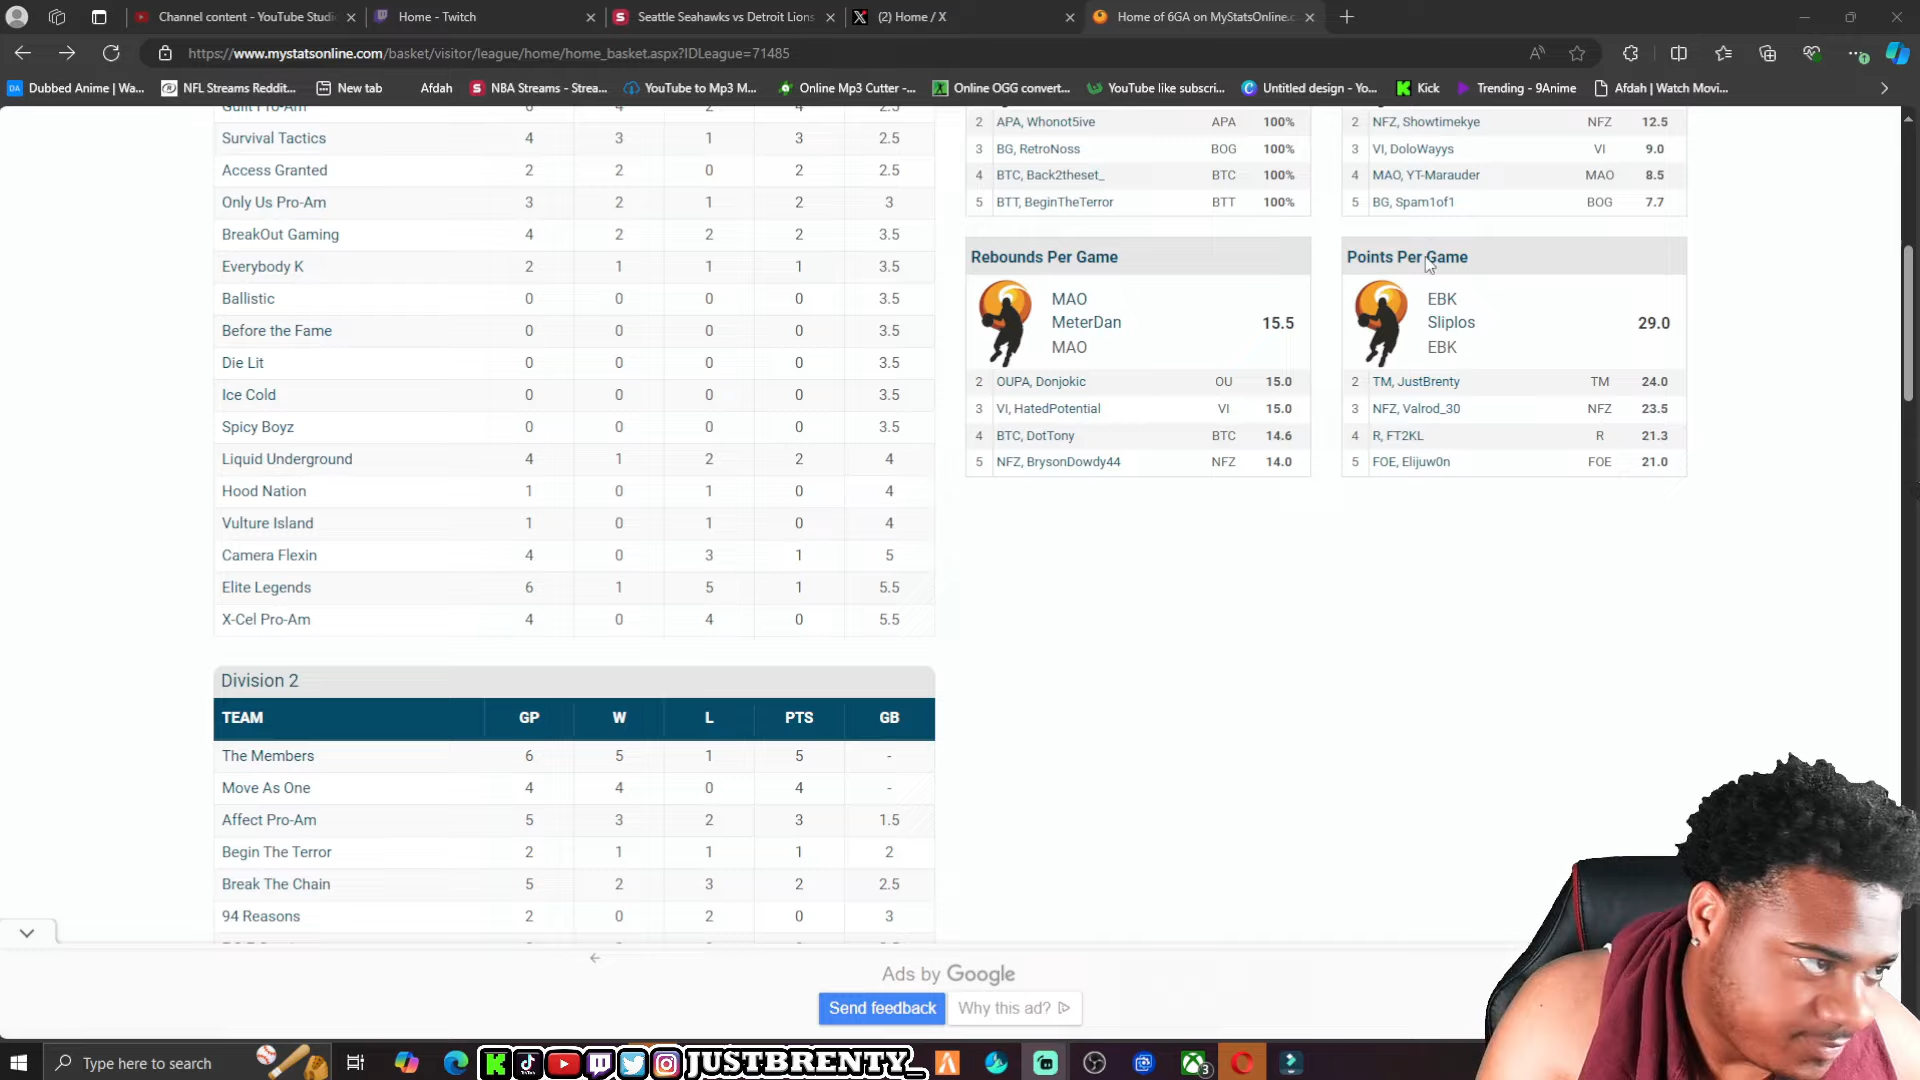 Channel content - YouTube Studi
Home - Twitch
Seattle Seahawks vs Detroit Lions
(2) Home / X
Home of 6GA on MyStatsOnline.c
https://www.mystatsonline.com/basket/visitor/league/home/home_basket.aspx?IDLeague=71485
Dubbed Anime | Wa...
NFL Streams Reddit...
New tab
Afdah
NBA Streams - Strea...
YouTube to Mp3 M...
Online Mp3 Cutter -...
Online OGG convert...
YouTube like subscri...
Untitled design - Yo...
Kick
Trending - 9Anime
Afdah | Watch Movi...
Guilt Pro-Am 6 4 2 4 2.5
Survival Tactics 4 3 1 3 2.5
Access Granted 2 2 0 2 2.5
Only Us Pro-Am 3 2 1 2 3
BreakOut Gaming 4 2 2 2 3.5
Everybody K 2 1 1 1 3.5
Ballistic 0 0 0 0 3.5
Before the Fame 0 0 0 0 3.5
Die Lit 0 0 0 0 3.5
Ice Cold 0 0 0 0 3.5
Spicy Boyz 0 0 0 0 3.5
Liquid Underground 4 1 2 2 4
Hood Nation 1 0 1 0 4
Vulture Island 1 0 1 0 4
Camera Flexin 4 0 3 1 5
Elite Legends 6 1 5 1 5.5
X-Cel Pro-Am 4 0 4 0 5.5
Division 2
TEAM GP W L PTS GB
The Members 6 5 1 5 -
Move As One 4 4 0 4 -
Affect Pro-Am 5 3 2 3 1.5
Begin The Terror 2 1 1 1 2
Break The Chain 5 2 3 2 2.5
94 Reasons 2 0 2 0 3
2 APA, Whonot5ive APA 100%
3 BG, RetroNoss BOG 100%
4 BTC, Back2theset_ BTC 100%
5 BTT, BeginTheTerror BTT 100%
2 NFZ, Showtimekye NFZ 12.5
3 VI, DoloWayys VI 9.0
4 MAO, YT-Marauder MAO 8.5
5 BG, Spam1of1 BOG 7.7
Rebounds Per Game
MAO
MeterDan 15.5
MAO
2 OUPA, Donjokic OU 15.0
3 VI, HatedPotential VI 15.0
4 BTC, DotTony BTC 14.6
5 NFZ, BrysonDowdy44 NFZ 14.0
Points Per Game
EBK
Sliplos 29.0
EBK
2 TM, JustBrenty TM 24.0
3 NFZ, Valrod_30 NFZ 23.5
4 R, FT2KL R 21.3
5 FOE, Elijuw0n FOE 21.0
Ads by Google
Send feedback
Why this ad?
Type here to search
JUSTBRENTY_
3